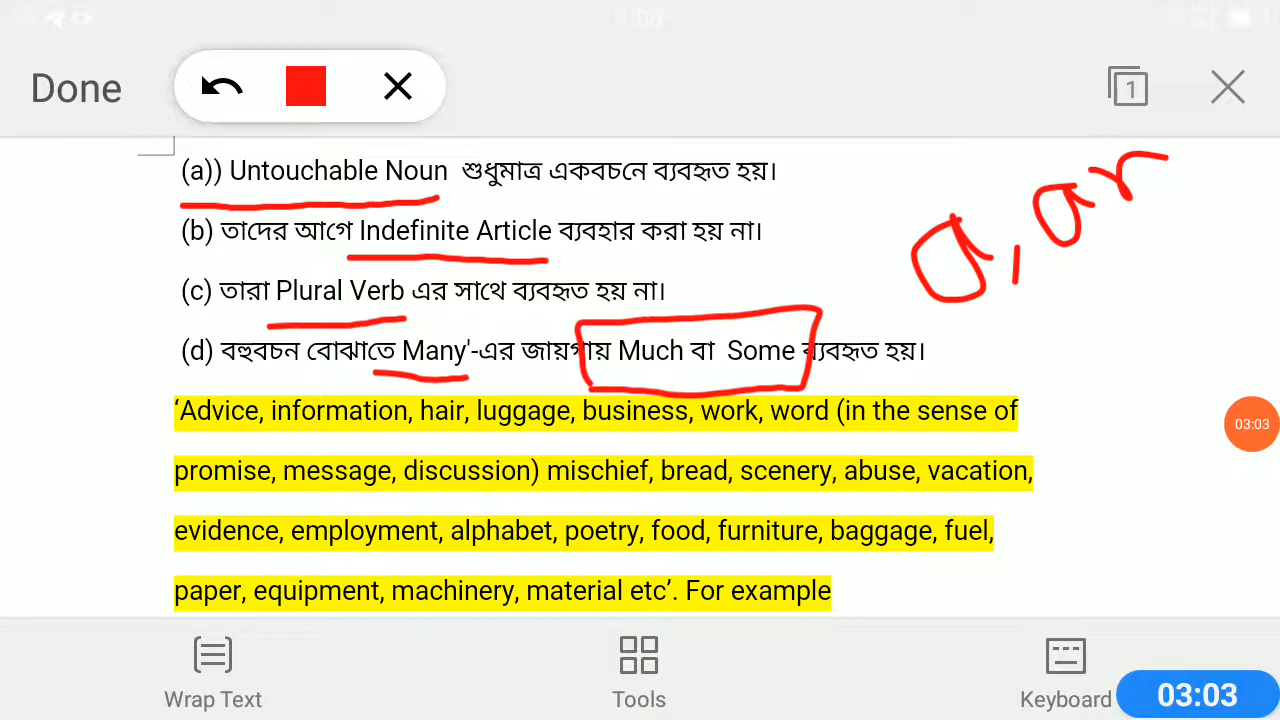 Done
1
(a)) Untouchable Noun শুধুমাত্র একবচনে ব্যবহৃত হয়।
(b) তাদের আগে Indefinite Article ব্যবহার করা হয় না।
a, an
(c) তারা Plural Verb এর সাথে ব্যবহৃত হয় না।
(d) বহুবচন বোঝাতে Many'-এর জায়গায় Much বা Some ব্যবহৃত হয়।
‘Advice, information, hair, luggage, business, work, word (in the sense of
03:03
promise, message, discussion) mischief, bread, scenery, abuse, vacation,
evidence, employment, alphabet, poetry, food, furniture, baggage, fuel,
paper, equipment, machinery, material etc’. For example
Wrap Text
Tools
Keyboard
03:03